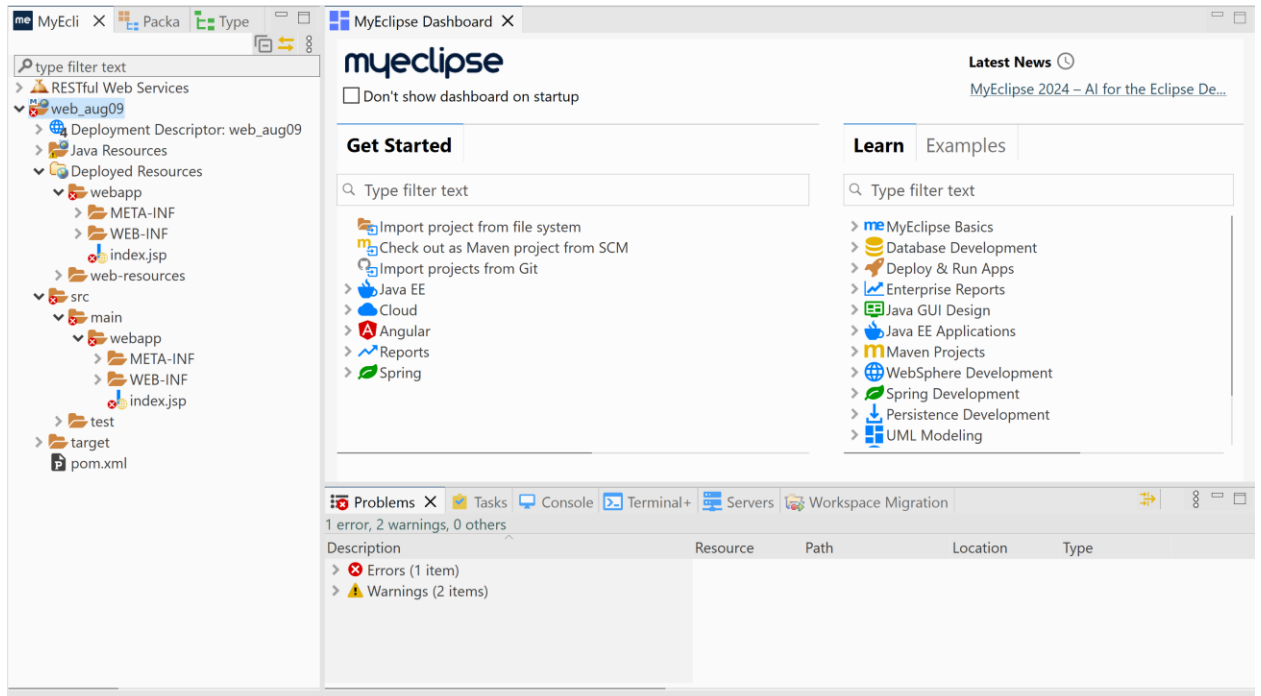 MyEcli
Packa
Type
type filter text
RESTful Web Services
web_aug09
Deployment Descriptor: web_aug09
Java Resources
Deployed Resources
webapp
META-INF
WEB-INF
index.jsp
web-resources
src
main
webapp
META-INF
WEB-INF
index.jsp
test
target
pom.xml
MyEclipse Dashboard
myeclipse
Don't show dashboard on startup
Latest News
MyEclipse 2024 – AI for the Eclipse De...
Get Started
Type filter text
Import project from file system
Check out as Maven project from SCM
Import projects from Git
Java EE
Cloud
Angular
Reports
Spring
Learn
Examples
Type filter text
MyEclipse Basics
Database Development
Deploy & Run Apps
Enterprise Reports
Java GUI Design
Java EE Applications
Maven Projects
WebSphere Development
Spring Development
Persistence Development
UML Modeling
Problems
Tasks
Console
Terminal+
Servers
Workspace Migration
1 error, 2 warnings, 0 others
Description Resource Path Location Type
Errors (1 item)
Warnings (2 items)